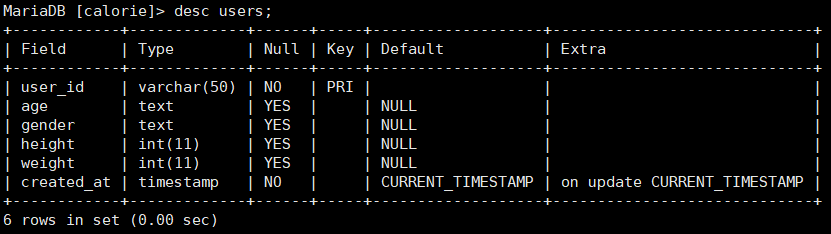 MariaDB [calorie]> desc users;
+------------+-------------+------+-----+-------------------+-----------------------------+
| Field      | Type        | Null | Key | Default           | Extra                       |
+------------+-------------+------+-----+-------------------+-----------------------------+
| user_id    | varchar(50) | NO   | PRI |                   |                             |
| age        | text        | YES  |     | NULL              |                             |
| gender     | text        | YES  |     | NULL              |                             |
| height     | int(11)     | YES  |     | NULL              |                             |
| weight     | int(11)     | YES  |     | NULL              |                             |
| created_at | timestamp   | NO   |     | CURRENT_TIMESTAMP | on update CURRENT_TIMESTAMP |
+------------+-------------+------+-----+-------------------+-----------------------------+
6 rows in set (0.00 sec)